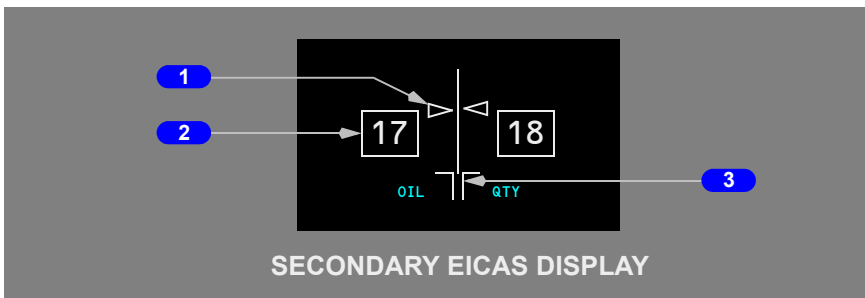 1
2
17 18
3
OIL QTY
SECONDARY EICAS DISPLAY